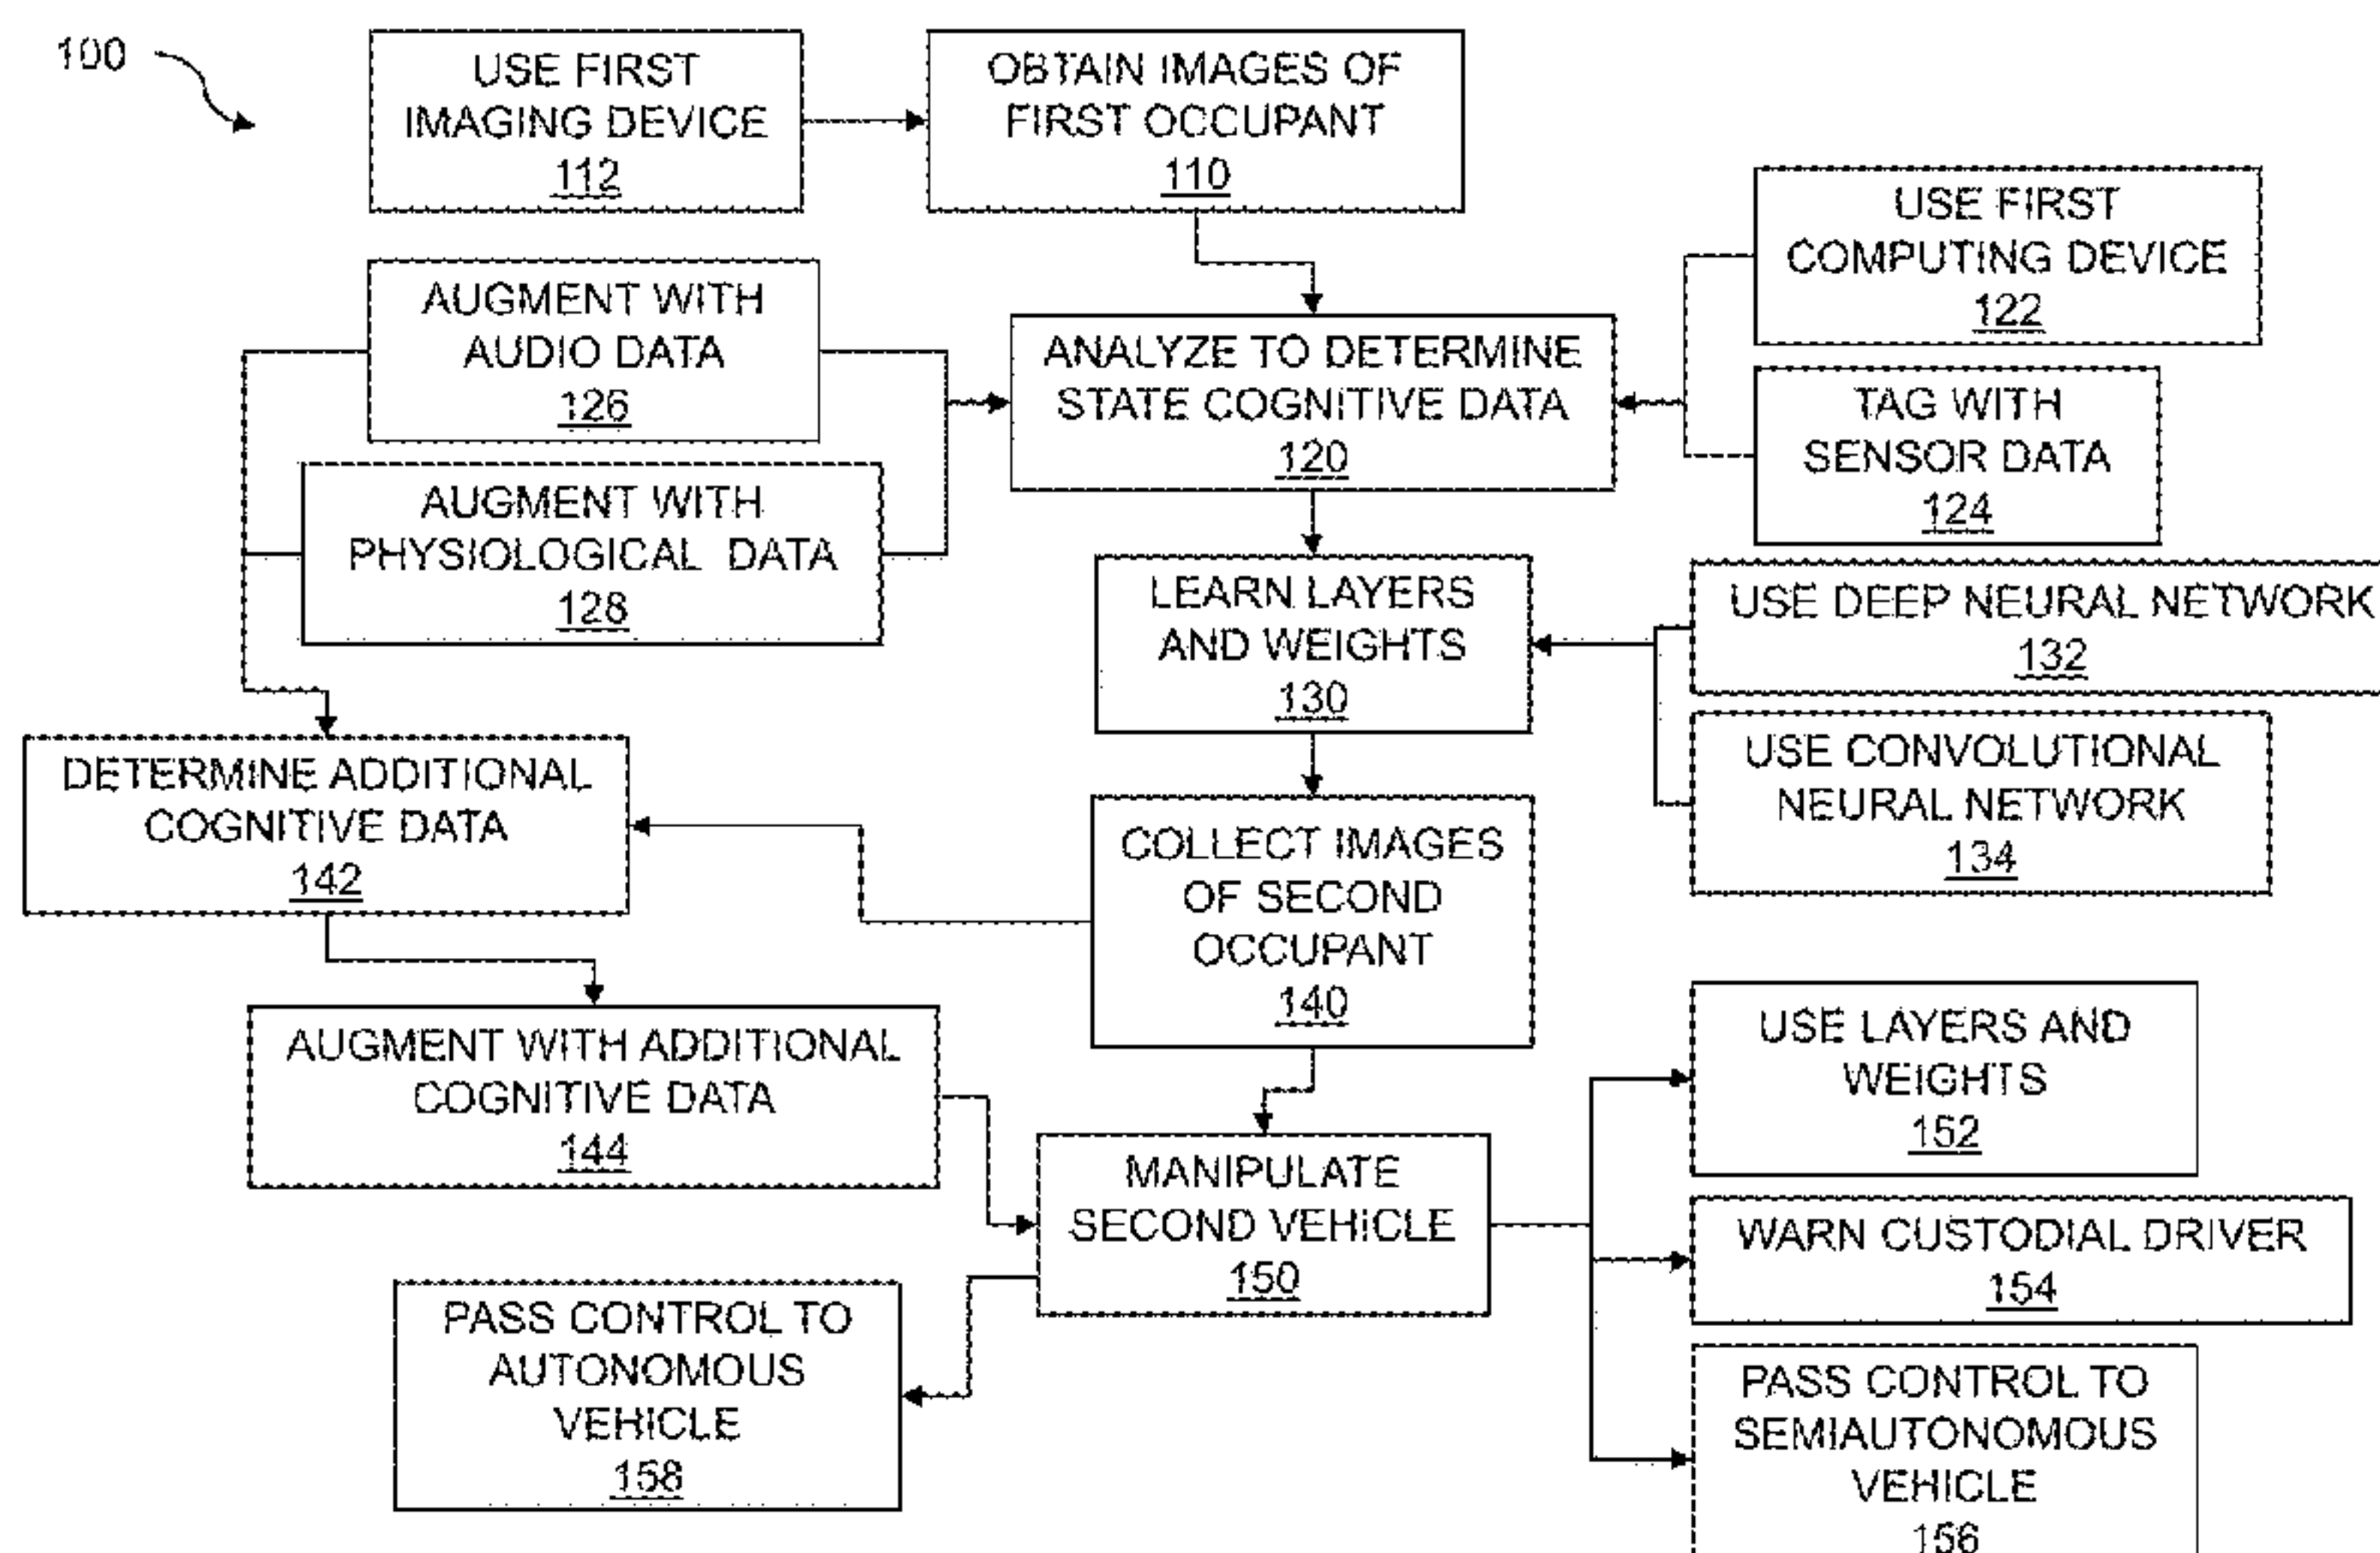 100
USE FIRST
IMAGING DEVICE
112
OBTAIN IMAGES OF
FIRST OCCUPANT
110
USE FIRST
COMPUTING DEVICE
122
AUGMENT WITH
AUDIO DATA
126
ANALYZE TO DETERMINE
STATE COGNITIVE DATA
120
TAG WITH
SENSOR DATA
124
AUGMENT WITH
PHYSIOLOGICAL DATA
128
LEARN LAYERS
AND WEIGHTS
130
USE DEEP NEURAL NETWORK
132
USE CONVOLUTIONAL
NEURAL NETWORK
134
DETERMINE ADDITIONAL
COGNITIVE DATA
142
COLLECT IMAGES
OF SECOND
OCCUPANT
140
AUGMENT WITH ADDITIONAL
COGNITIVE DATA
144
USE LAYERS AND
WEIGHTS
152
MANIPULATE
SECOND VEHICLE
150
WARN CUSTODIAL DRIVER
154
PASS CONTROL TO
AUTONOMOUS
VEHICLE
158
PASS CONTROL TO
SEMIAUTONOMOUS
VEHICLE
156